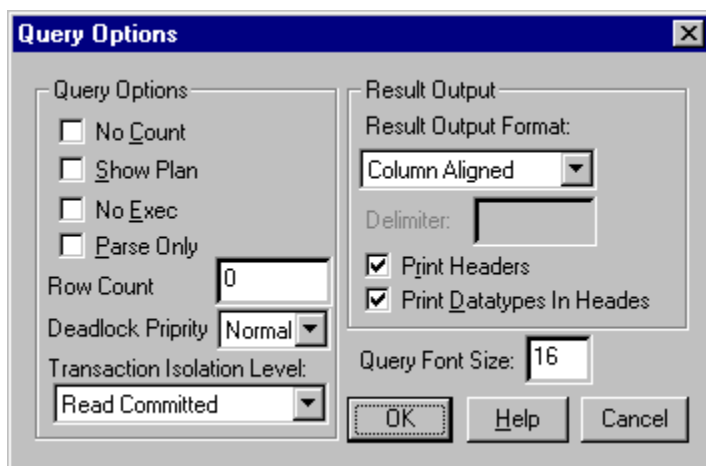 Query Options
Query Options
No Count
Show Plan
No Exec
Parse Only
Row Count 0
Deadlock Priprity Normal
Transaction Isolation Level:
Read Committed
Result Output
Result Output Format:
Column Aligned
Delimiter:
Print Headers
Print Datatypes In Heades
Query Font Size: 16
OK Help Cancel